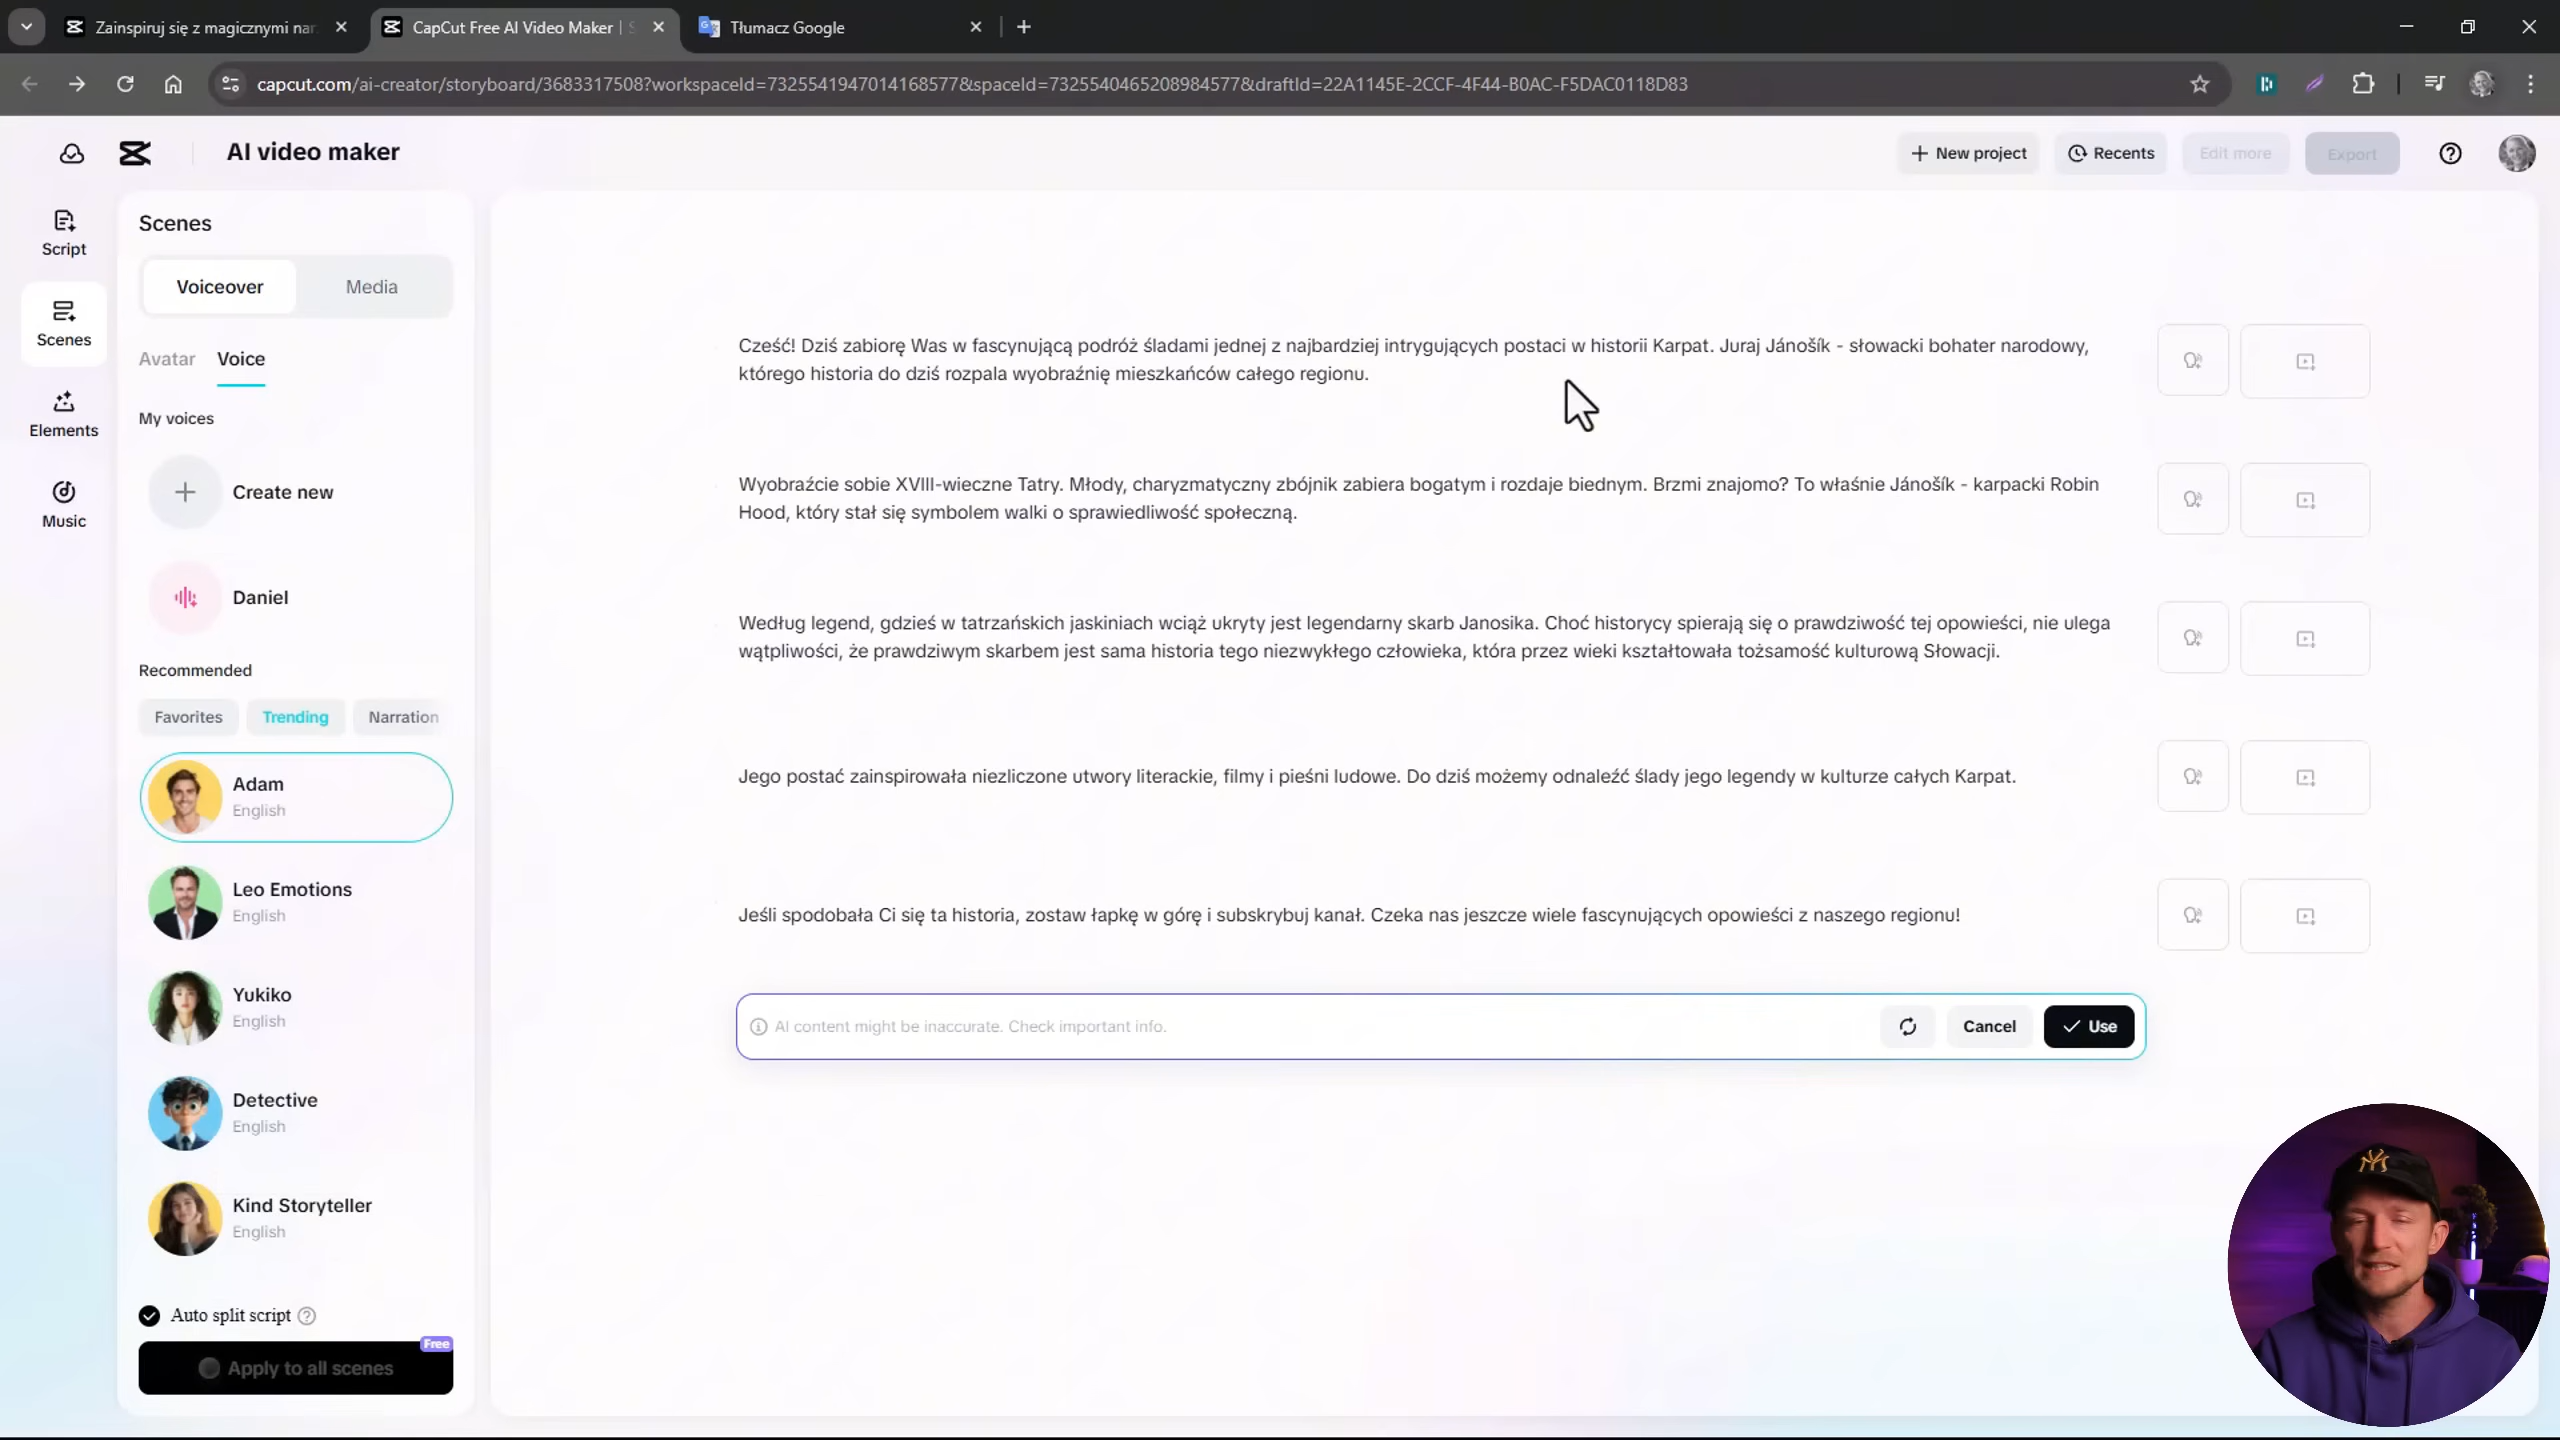 Zainspiruj się z magicznymi nar
CapCut Free AI Video Maker | S
Tłumacz Google
capcut.com/ai-creator/storyboard/3683317508?workspaceId=7325541947014168577&spaceId=7325540465208984577&draftId=22A1145E-2CCF-4F44-B0AC-F5DAC0118D83
AI video maker
New project
Recents
Edit more
Export
Script
Scenes
Elements
Music
Scenes
Voiceover
Media
Avatar
Voice
My voices
Create new
Daniel
Recommended
Favorites
Trending
Narration
Adam
English
Leo Emotions
English
Yukiko
English
Detective
English
Kind Storyteller
English
Auto split script
Free
Apply to all scenes
Cześć! Dziś zabiorę Was w fascynującą podróż śladami jednej z najbardziej intrygujących postaci w historii Karpat. Juraj Jánošík - słowacki bohater narodowy,
którego historia do dziś rozpala wyobraźnię mieszkańców całego regionu.
Wyobraźcie sobie XVIII-wieczne Tatry. Młody, charyzmatyczny zbójnik zabiera bogatym i rozdaje biednym. Brzmi znajomo? To właśnie Jánošík - karpacki Robin
Hood, który stał się symbolem walki o sprawiedliwość społeczną.
Według legend, gdzieś w tatrzańskich jaskiniach wciąż ukryty jest legendarny skarb Janosika. Choć historycy spierają się o prawdziwość tej opowieści, nie ulega
wątpliwości, że prawdziwym skarbem jest sama historia tego niezwykłego człowieka, która przez wieki kształtowała tożsamość kulturową Słowacji.
Jego postać zainspirowała niezliczone utwory literackie, filmy i pieśni ludowe. Do dziś możemy odnaleźć ślady jego legendy w kulturze całych Karpat.
Jeśli spodobała Ci się ta historia, zostaw łapkę w górę i subskrybuj kanał. Czeka nas jeszcze wiele fascynujących opowieści z naszego regionu!
AI content might be inaccurate. Check important info.
Cancel
Use